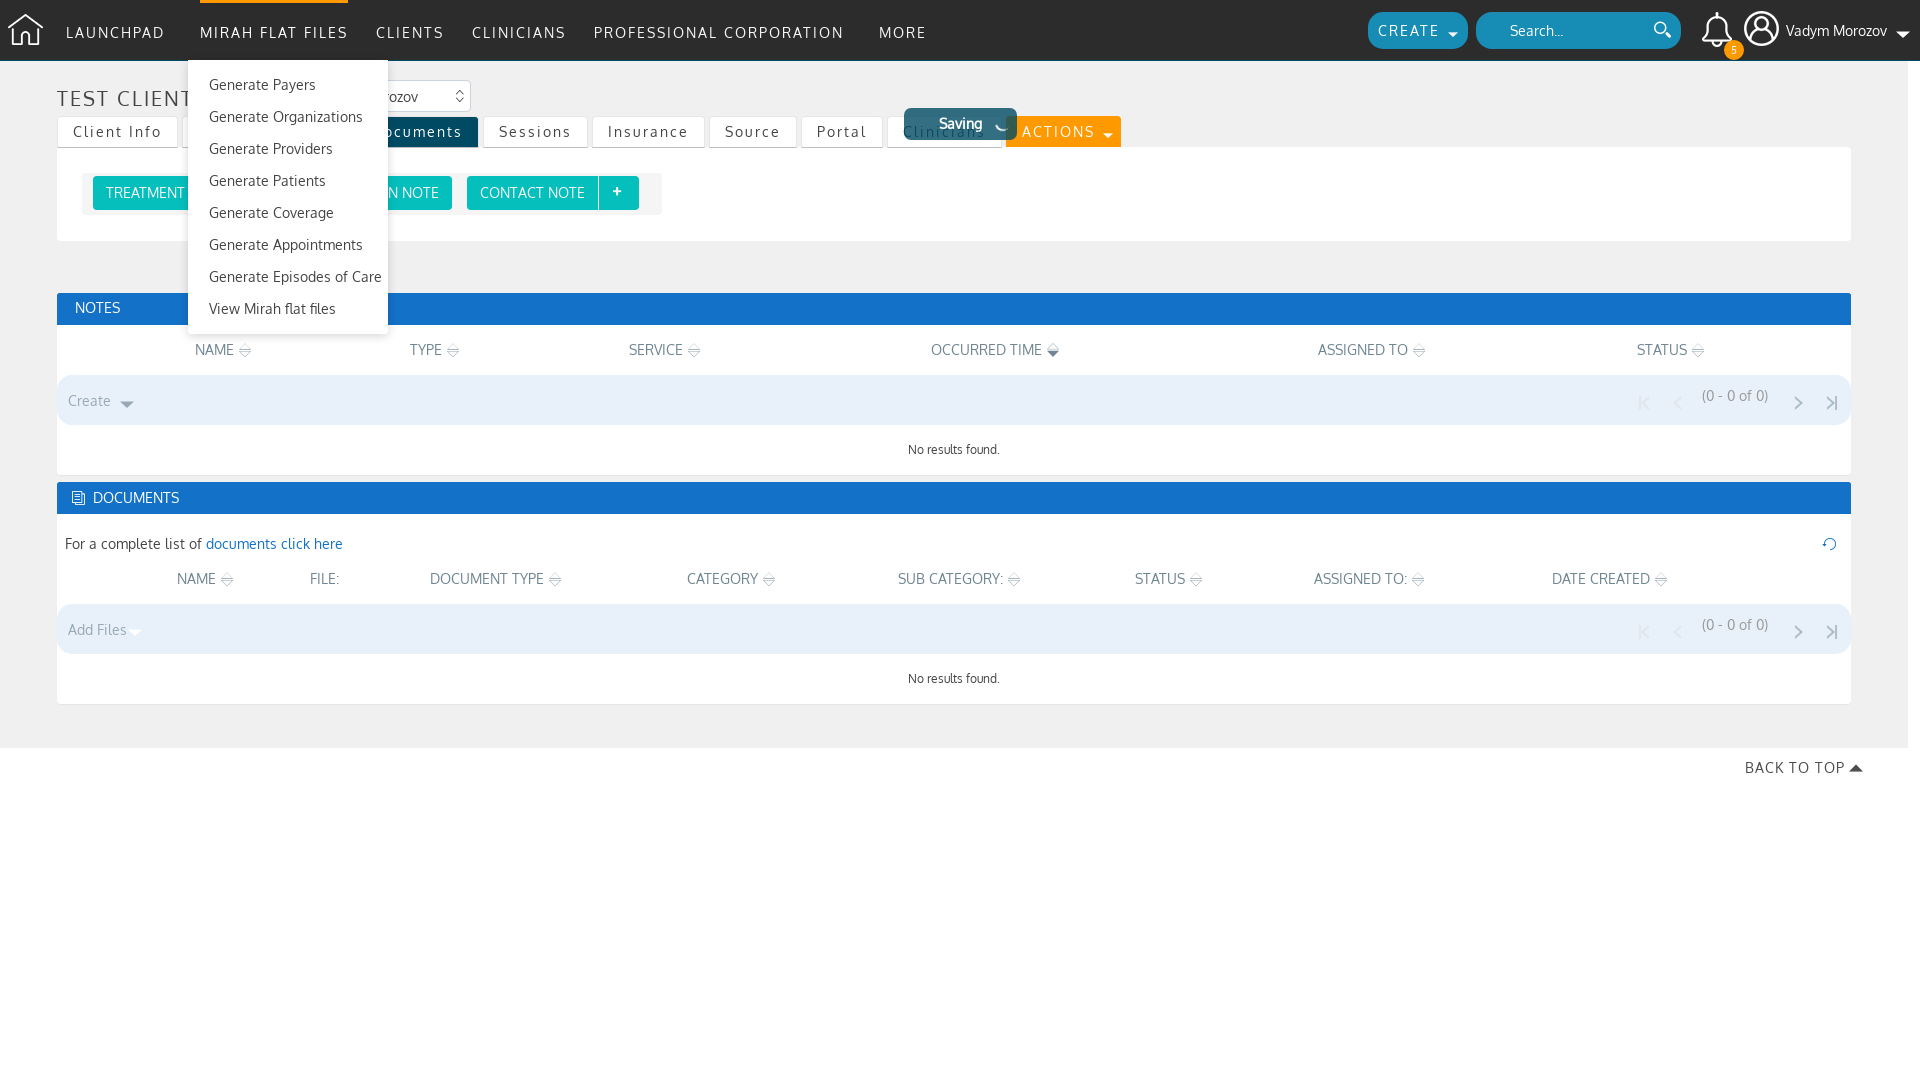 LAUNCHPAD MIRAH FLAT FILES CLIENTS CLINICIANS PROFESSIONAL CORPORATION MORE CREATE Search... 5 Vadym Morozov
Generate Payers
Generate Organizations
Generate Providers
Generate Patients
Generate Coverage
Generate Appointments
Generate Episodes of Care
View Mirah flat files
TEST CLIENT
Saving
Client Info Sessions Insurance Source Portal Clinicians ACTIONS
TREATMENT NOTE CONTACT NOTE +
NOTES
NAME TYPE SERVICE OCCURRED TIME ASSIGNED TO STATUS
Create (0 - 0 of 0)
No results found.
DOCUMENTS
For a complete list of documents click here
NAME FILE: DOCUMENT TYPE CATEGORY SUB CATEGORY: STATUS ASSIGNED TO: DATE CREATED
Add Files (0 - 0 of 0)
No results found.
BACK TO TOP